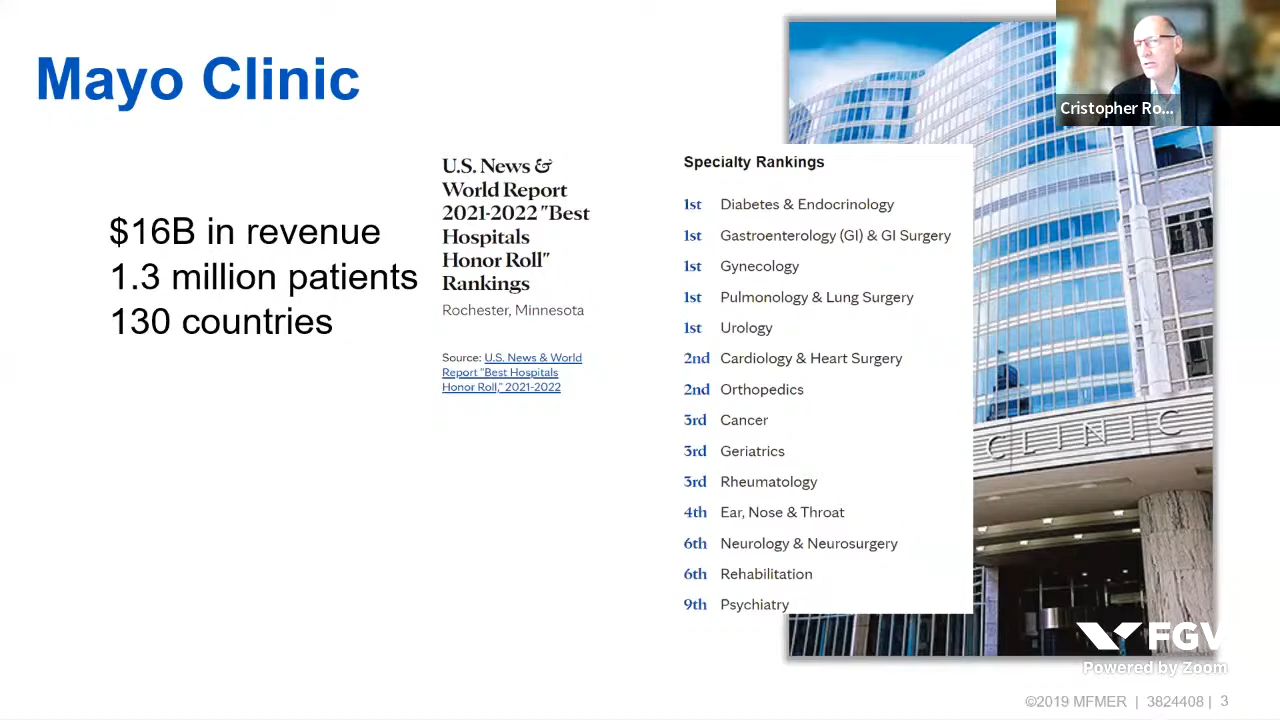 Mayo Clinic
$16B in revenue
1.3 million patients
130 countries
U.S. News &
World Report
2021-2022 "Best
Hospitals
Honor Roll"
Rankings
Rochester, Minnesota
Source: U.S. News & World
Report "Best Hospitals
Honor Roll," 2021-2022
Specialty Rankings
1st Diabetes & Endocrinology
1st Gastroenterology (GI) & GI Surgery
1st Gynecology
1st Pulmonology & Lung Surgery
1st Urology
2nd Cardiology & Heart Surgery
2nd Orthopedics
3rd Cancer
3rd Geriatrics
3rd Rheumatology
4th Ear, Nose & Throat
6th Neurology & Neurosurgery
6th Rehabilitation
9th Psychiatry
Cristopher Ro...
CLINIC
FGV
Powered by Zoom
©2019 MFMER | 3824408 | 3